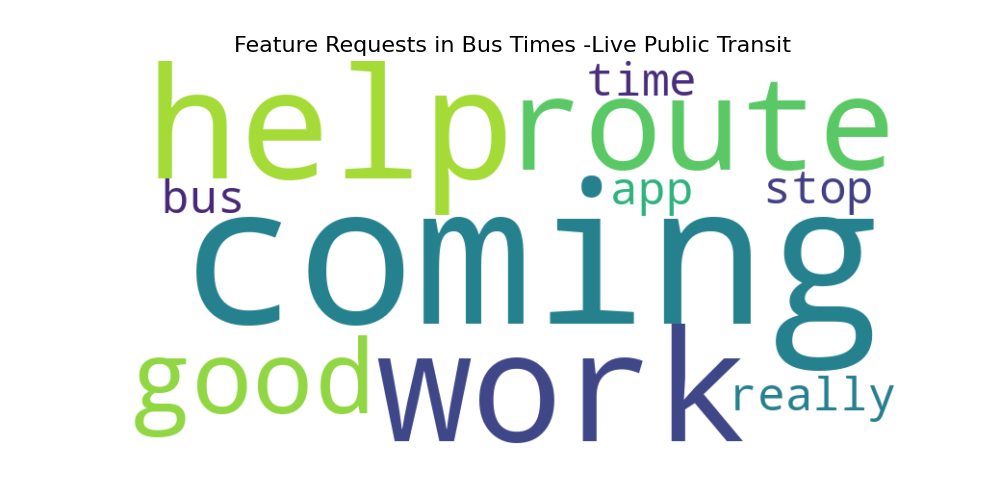 Feature Requests in Bus Times -Live Public Transit
help route time
bus app stop
coming
good work really